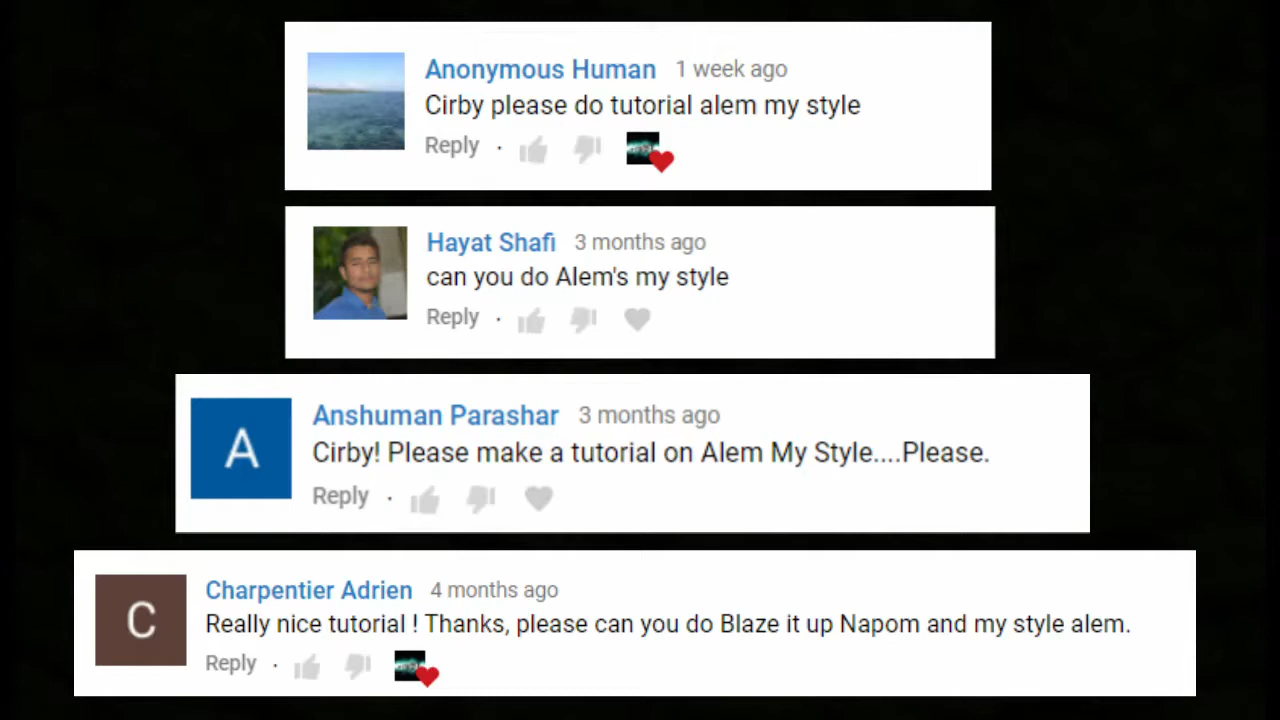 Anonymous Human 1 week ago
Cirby please do tutorial alem my style
Reply ·
Hayat Shafi 3 months ago
can you do Alem's my style
Reply ·
A
Anshuman Parashar 3 months ago
Cirby! Please make a tutorial on Alem My Style....Please.
Reply ·
C
Charpentier Adrien 4 months ago
Really nice tutorial ! Thanks, please can you do Blaze it up Napom and my style alem.
Reply ·